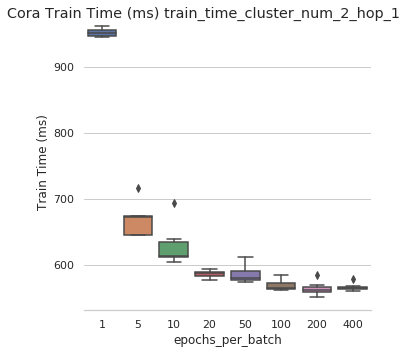 Cora Train Time (ms) train_time_cluster_num_2_hop_1
900
800
700
600
Train Time (ms)
1 5 10 20 50 100 200 400
epochs_per_batch